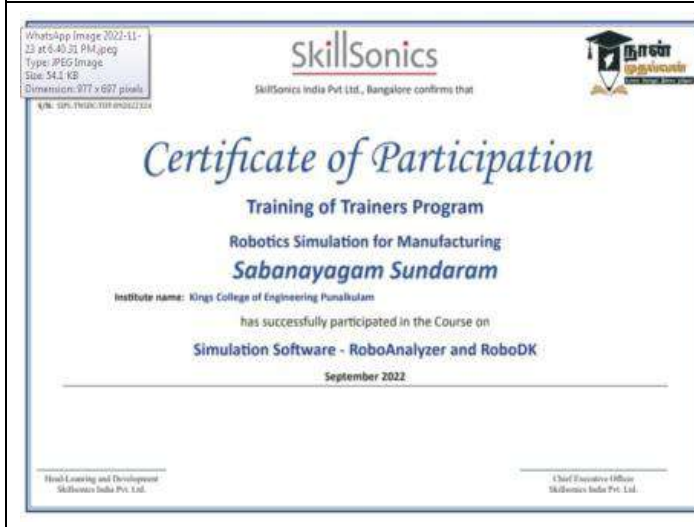 WhatsApp Image 2022-11-
23 at 6.40.31 PM.jpeg
Type: JPEG Image
Size: 54.1 KB
Dimension: 977 x 697 pixels
SkillSonics
SkillSonics India Pvt Ltd., Bangalore confirms that
நான்
முதல்வன்
Certificate of Participation
Training of Trainers Program
Robotics Simulation for Manufacturing
Sabanayagam Sundaram
Institute name: Kings College of Engineering Punalkulam
has successfully participated in the Course on
Simulation Software - RoboAnalyzer and RoboDK
September 2022
Head-Learning and Development
Skillsonics India Pvt. Ltd.
Chief Executive Officer
Skillsonics India Pvt. Ltd.